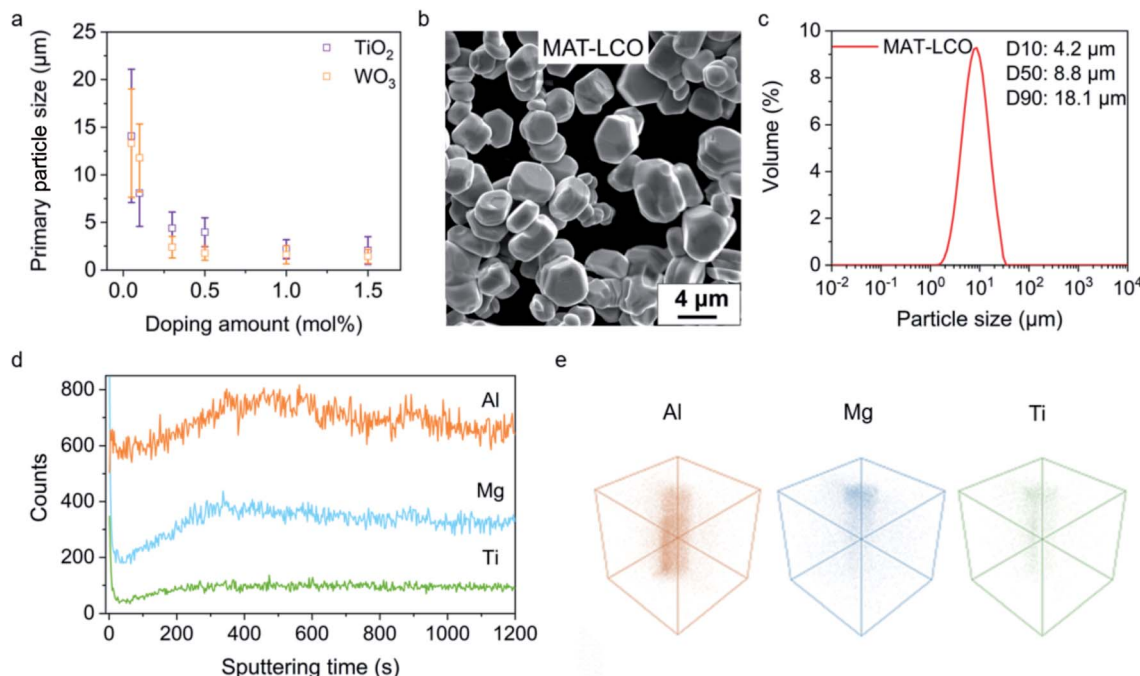 a
Primary particle size (μm)
25
20
15
10
5
0
TiO₂
WO₃
0.0 0.5 1.0 1.5
Doping amount (mol%)
b
MAT-LCO
4 μm
c
Volume (%)
10
8
6
4
2
0
MAT-LCO
D10: 4.2 μm
D50: 8.8 μm
D90: 18.1 μm
10⁻² 10⁻¹ 10⁰ 10¹ 10² 10³ 10⁴
Particle size (μm)
d
Counts
800
600
400
200
0
Al
Mg
Ti
0 200 400 600 800 1000 1200
Sputtering time (s)
e
Al Mg Ti